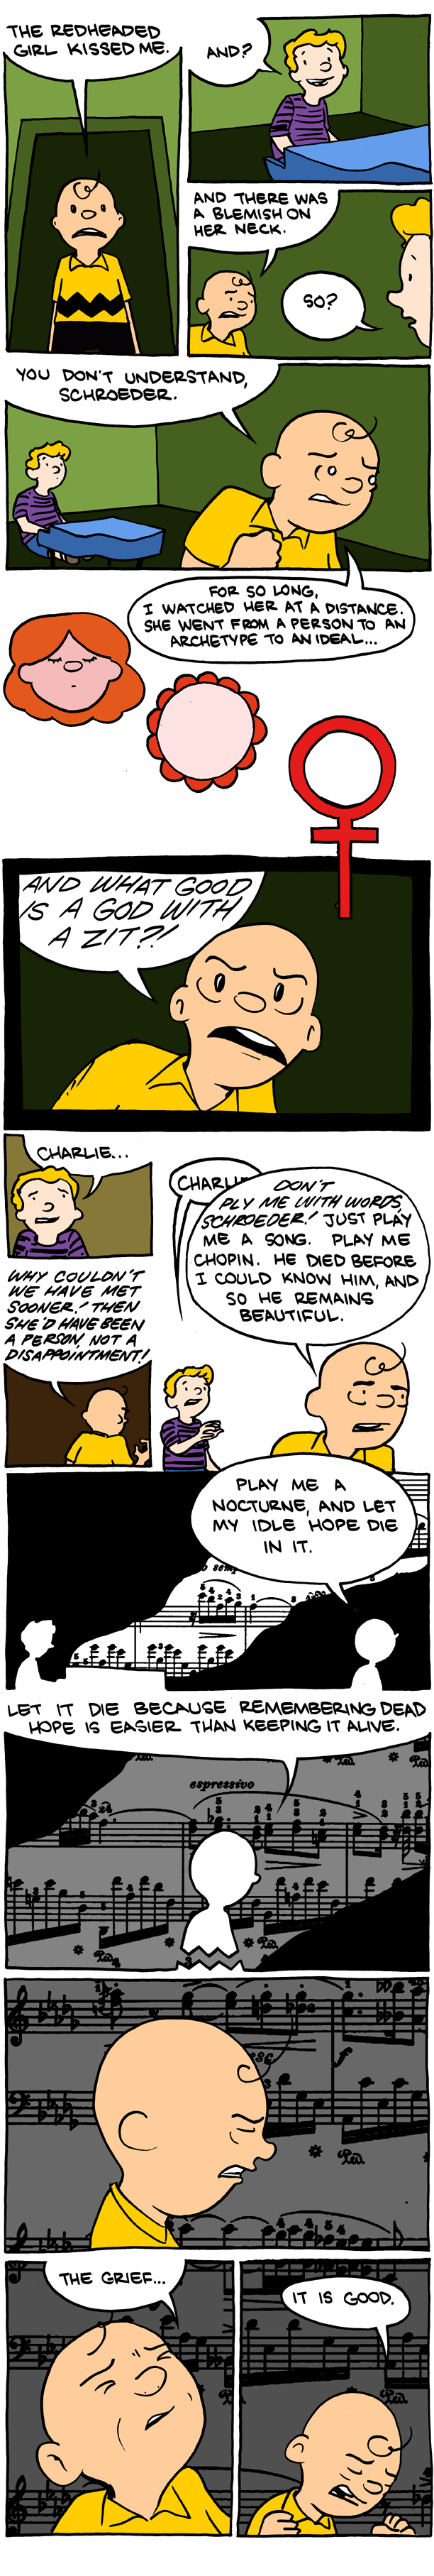 THE REDHEADED
GIRL KISSED ME.
AND?
AND THERE WAS
A BLEMISH ON
HER NECK.
SO?
YOU DON'T UNDERSTAND,
SCHROEDER.
FOR SO LONG,
I WATCHED HER AT A DISTANCE.
SHE WENT FROM A PERSON TO AN
ARCHETYPE TO AN IDEAL...
AND WHAT GOOD
IS A GOD WITH
A ZIT?!
CHARLIE...
WHY COULDN'T
WE HAVE MET
SOONER! THEN
SHE'D HAVE BEEN
A PERSON, NOT A
DISAPPOINTMENT!
CHARLI
DON'T
PLY ME WITH WORDS,
SCHROEDER! JUST PLAY
ME A SONG. PLAY ME
CHOPIN. HE DIED BEFORE
I COULD KNOW HIM, AND
SO HE REMAINS
BEAUTIFUL.
PLAY ME A
NOCTURNE, AND LET
MY IDLE HOPE DIE
IN IT.
LET IT DIE BECAUSE REMEMBERING DEAD
HOPE IS EASIER THAN KEEPING IT ALIVE.
espressivo
THE GRIEF...
IT IS GOOD.